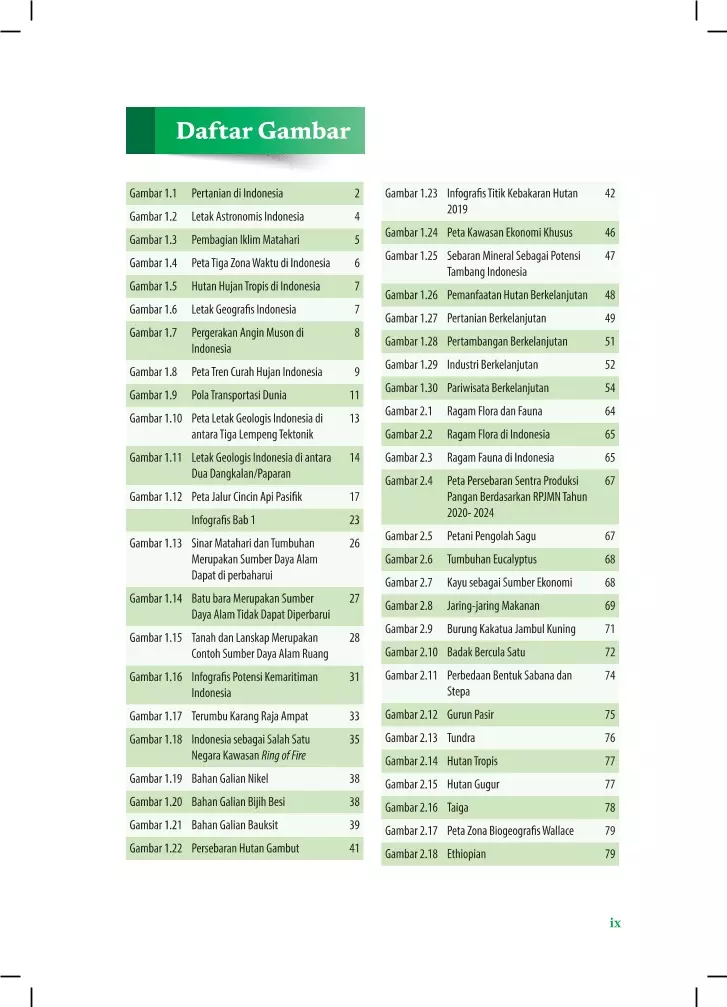 Daftar Gambar
Gambar 1.1 Pertanian di Indonesia 2
Gambar 1.2 Letak Astronomis Indonesia 4
Gambar 1.3 Pembagian Iklim Matahari 5
Gambar 1.4 Peta Tiga Zona Waktu di Indonesia 6
Gambar 1.5 Hutan Hujan Tropis di Indonesia 7
Gambar 1.6 Letak Geografis Indonesia 7
Gambar 1.7 Pergerakan Angin Muson di 8
Indonesia
Gambar 1.8 Peta Tren Curah Hujan Indonesia 9
Gambar 1.9 Pola Transportasi Dunia 11
Gambar 1.10 Peta Letak Geologis Indonesia di 13
antara Tiga Lempeng Tektonik
Gambar 1.11 Letak Geologis Indonesia di antara 14
Dua Dangkalan/Paparan
Gambar 1.12 Peta Jalur Cincin Api Pasifik 17
Infografis Bab 1 23
Gambar 1.13 Sinar Matahari dan Tumbuhan 26
Merupakan Sumber Daya Alam
Dapat di perbaharui
Gambar 1.14 Batu bara Merupakan Sumber 27
Daya Alam Tidak Dapat Diperbarui
Gambar 1.15 Tanah dan Lanskap Merupakan 28
Contoh Sumber Daya Alam Ruang
Gambar 1.16 Infografis Potensi Kemaritiman 31
Indonesia
Gambar 1.17 Terumbu Karang Raja Ampat 33
Gambar 1.18 Indonesia sebagai Salah Satu 35
Negara Kawasan Ring of Fire
Gambar 1.19 Bahan Galian Nikel 38
Gambar 1.20 Bahan Galian Bijih Besi 38
Gambar 1.21 Bahan Galian Bauksit 39
Gambar 1.22 Persebaran Hutan Gambut 41
Gambar 1.23 Infografis Titik Kebakaran Hutan 42
2019
Gambar 1.24 Peta Kawasan Ekonomi Khusus 46
Gambar 1.25 Sebaran Mineral Sebagai Potensi 47
Tambang Indonesia
Gambar 1.26 Pemanfaatan Hutan Berkelanjutan 48
Gambar 1.27 Pertanian Berkelanjutan 49
Gambar 1.28 Pertambangan Berkelanjutan 51
Gambar 1.29 Industri Berkelanjutan 52
Gambar 1.30 Pariwisata Berkelanjutan 54
Gambar 2.1 Ragam Flora dan Fauna 64
Gambar 2.2 Ragam Flora di Indonesia 65
Gambar 2.3 Ragam Fauna di Indonesia 65
Gambar 2.4 Peta Persebaran Sentra Produksi 67
Pangan Berdasarkan RPJMN Tahun
2020- 2024
Gambar 2.5 Petani Pengolah Sagu 67
Gambar 2.6 Tumbuhan Eucalyptus 68
Gambar 2.7 Kayu sebagai Sumber Ekonomi 68
Gambar 2.8 Jaring-jaring Makanan 69
Gambar 2.9 Burung Kakatua Jambul Kuning 71
Gambar 2.10 Badak Bercula Satu 72
Gambar 2.11 Perbedaan Bentuk Sabana dan 74
Stepa
Gambar 2.12 Gurun Pasir 75
Gambar 2.13 Tundra 76
Gambar 2.14 Hutan Tropis 77
Gambar 2.15 Hutan Gugur 77
Gambar 2.16 Taiga 78
Gambar 2.17 Peta Zona Biogeografis Wallace 79
Gambar 2.18 Ethiopian 79
ix